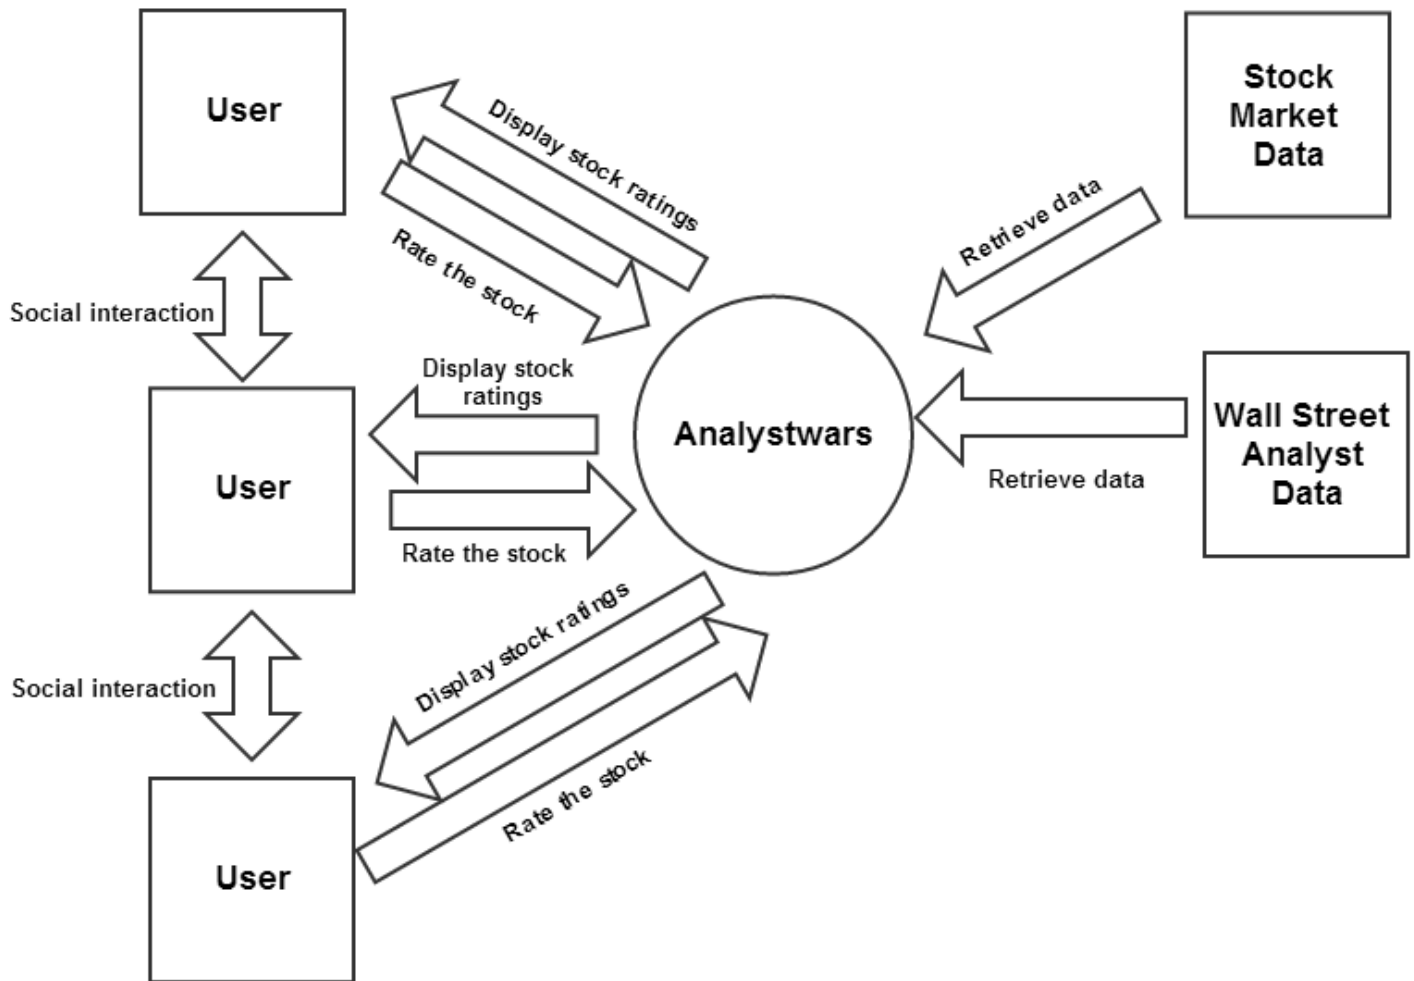 User
Display stock ratings
Rate the stock
Stock
Market
Data
Retrieve data
Social interaction
Display stock
ratings
User
Rate the stock
Analystwars
Wall Street
Analyst
Data
Retrieve data
Social interaction
Display stock ratings
Rate the stock
User